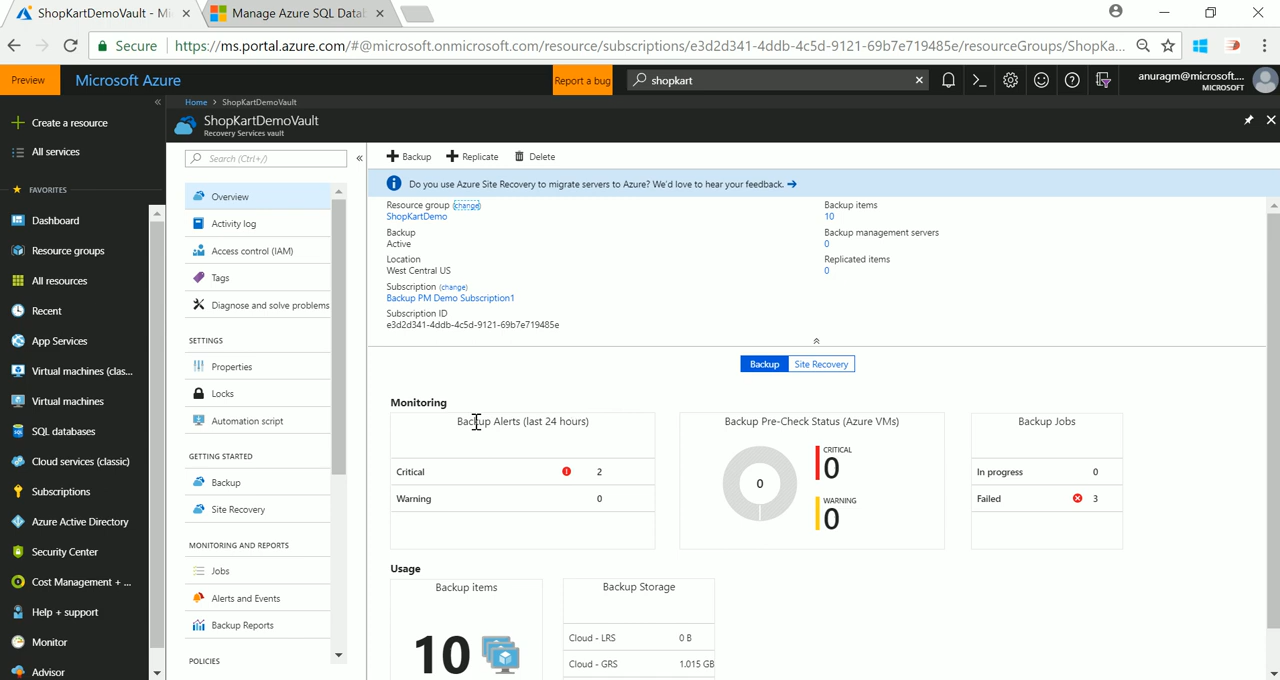 ShopKartDemoVault - Mi
Manage Azure SQL Datab
Secure
https://ms.portal.azure.com/#@microsoft.onmicrosoft.com/resource/subscriptions/e3d2d341-4ddb-4c5d-9121-69b7e719485e/resourceGroups/ShopKa...
Preview
Microsoft Azure
Report a bug
shopkart
anuragm@microsoft....
MICROSOFT
Home > ShopKartDemoVault
ShopKartDemoVault
Recovery Services vault
Create a resource
All services
FAVORITES
Dashboard
Resource groups
All resources
Recent
App Services
Virtual machines (clas...
Virtual machines
SQL databases
Cloud services (classic)
Subscriptions
Azure Active Directory
Security Center
Cost Management + ...
Help + support
Monitor
Advisor
Search (Ctrl+/)
Overview
Activity log
Access control (IAM)
Tags
Diagnose and solve problems
SETTINGS
Properties
Locks
Automation script
GETTING STARTED
Backup
Site Recovery
MONITORING AND REPORTS
Jobs
Alerts and Events
Backup Reports
POLICIES
Backup
Replicate
Delete
Do you use Azure Site Recovery to migrate servers to Azure? We'd love to hear your feedback. →
Resource group (change)
ShopKartDemo
Backup
Active
Location
West Central US
Subscription (change)
Backup PM Demo Subscription1
Subscription ID
e3d2d341-4ddb-4c5d-9121-69b7e719485e
Backup items
10
Backup management servers
0
Replicated items
0
Backup
Site Recovery
Monitoring
Backup Alerts (last 24 hours)
Critical 2
Warning 0
Backup Pre-Check Status (Azure VMs)
0
CRITICAL
0
WARNING
0
Backup Jobs
In progress 0
Failed 3
Usage
Backup items
10
Backup Storage
Cloud - LRS 0 B
Cloud - GRS 1.015 GB